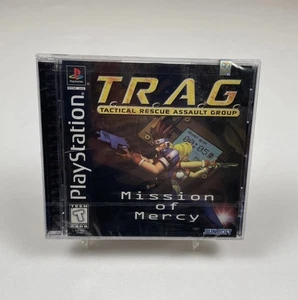 T.R.A.G.
TACTICAL RESCUE ASSAULT GROUP
PlayStation
Mission
of
Mercy
TEEN
T